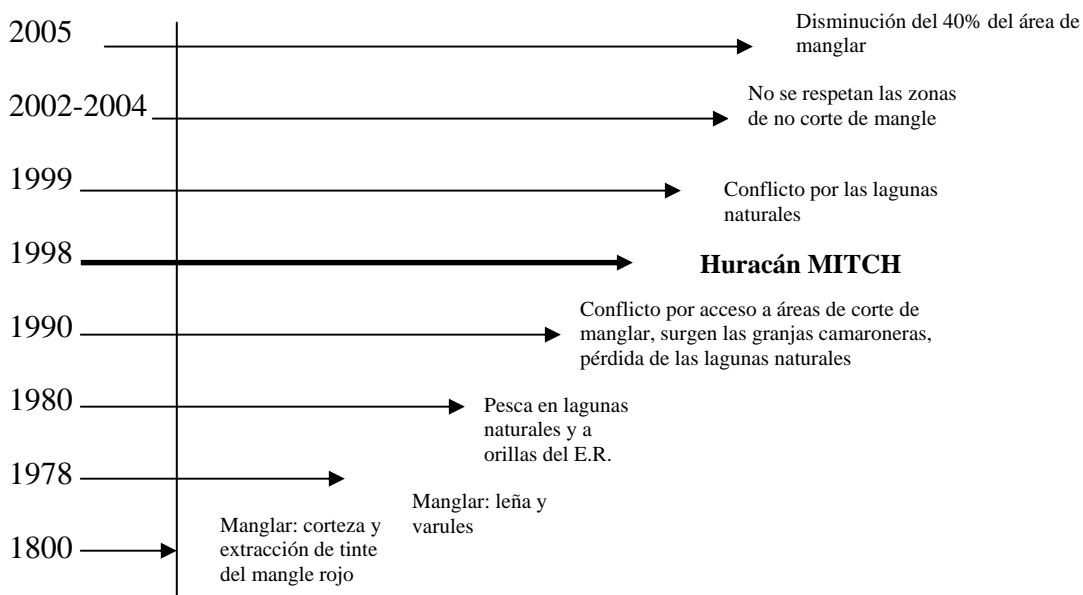 2005
Disminución del 40% del área de
manglar
2002-2004
No se respetan las zonas
de no corte de mangle
1999
Conflicto por las lagunas
naturales
1998
Huracán MITCH
1990
Conflicto por acceso a áreas de corte de
manglar, surgen las granjas camaroneras,
pérdida de las lagunas naturales
1980
Pesca en lagunas
naturales y a
orillas del E.R.
1978
Manglar: leña y
varules
1800
Manglar: corteza y
extracción de tinte
del mangle rojo